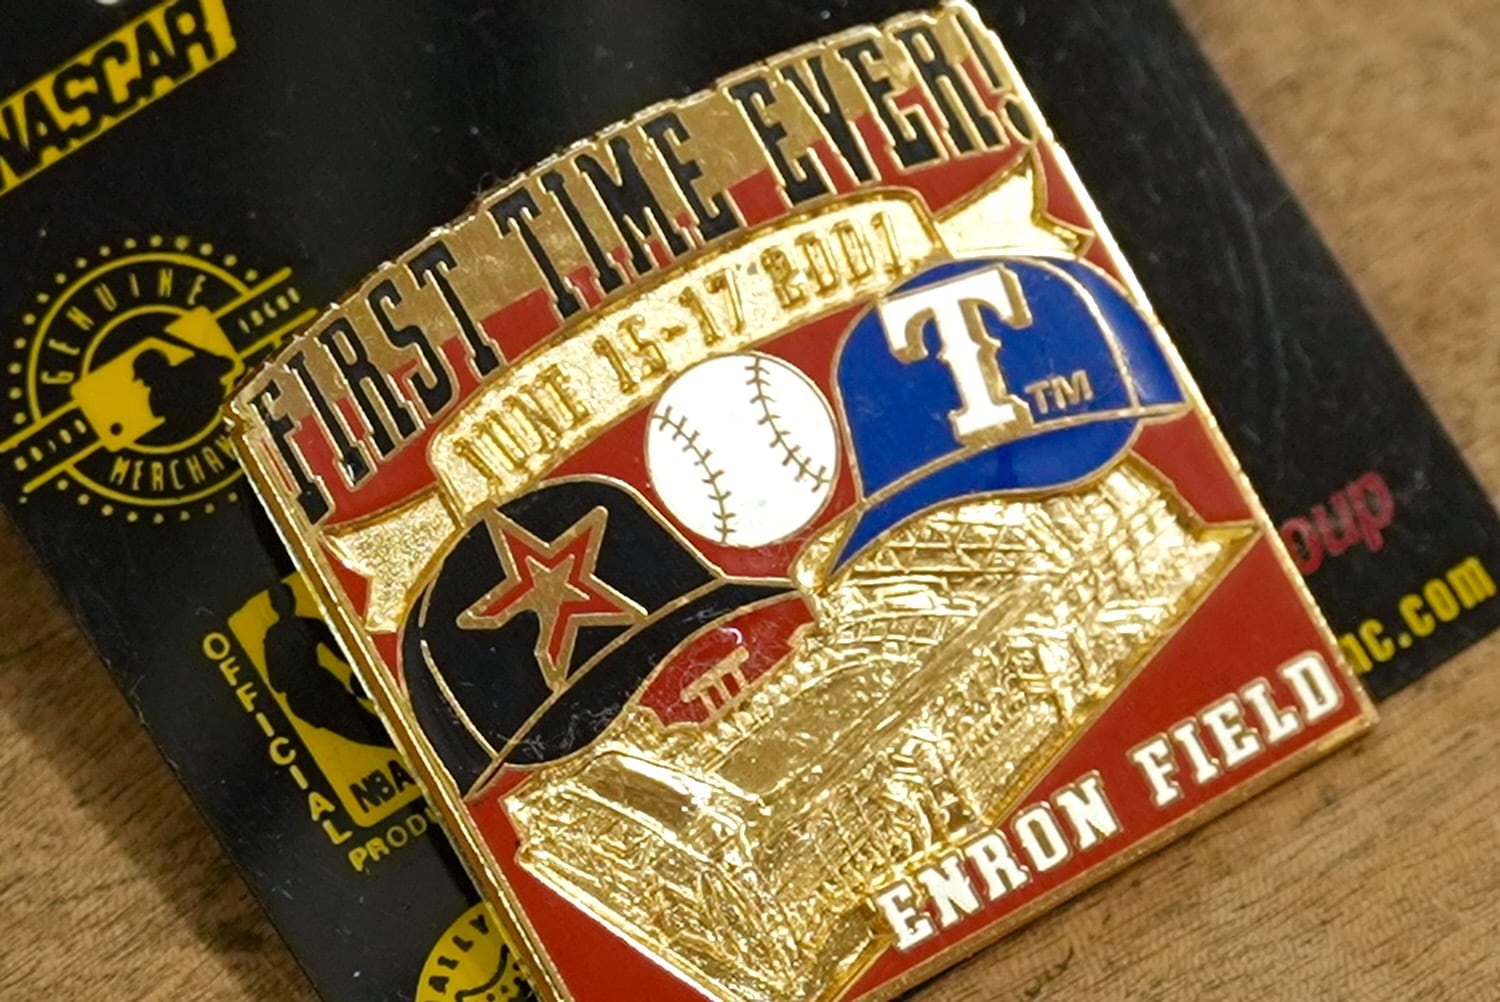 NASCAR
FIRST TIME EVER!
JUNE 15-17 2001
T
TM
GENUINE
MERCHAN
OFFICIAL
NBA
PRODU
oup
nc.com
ENRON FIELD
ALLY